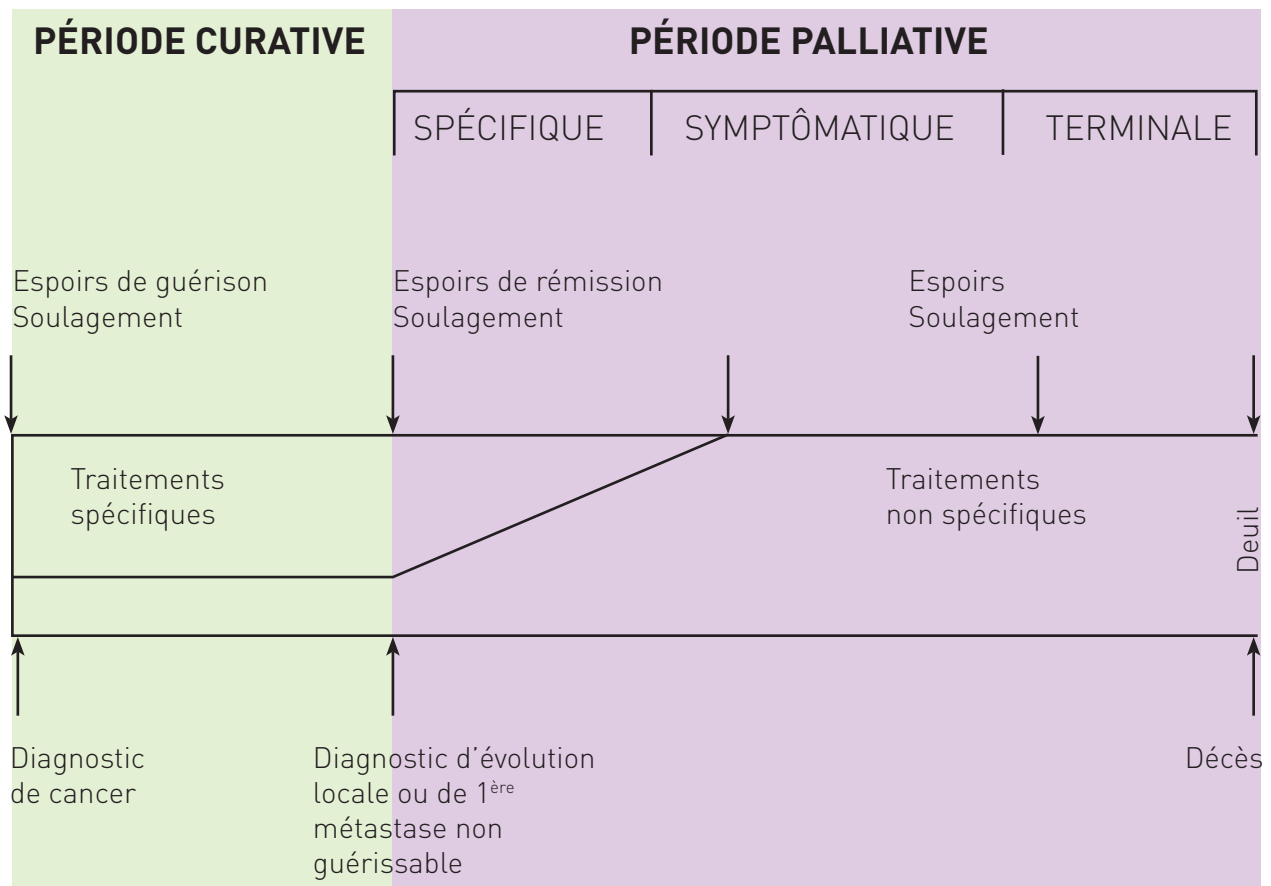 PÉRIODE CURATIVE
PÉRIODE PALLIATIVE
SPÉCIFIQUE
SYMPTÔMATIQUE
TERMINALE
Espoirs de guérison
Soulagement
Espoirs de rémission
Soulagement
Espoirs
Soulagement
Traitements
spécifiques
Traitements
non spécifiques
Deuil
Diagnostic
de cancer
Diagnostic d’évolution
locale ou de 1ère
métastase non
guérissable
Décès